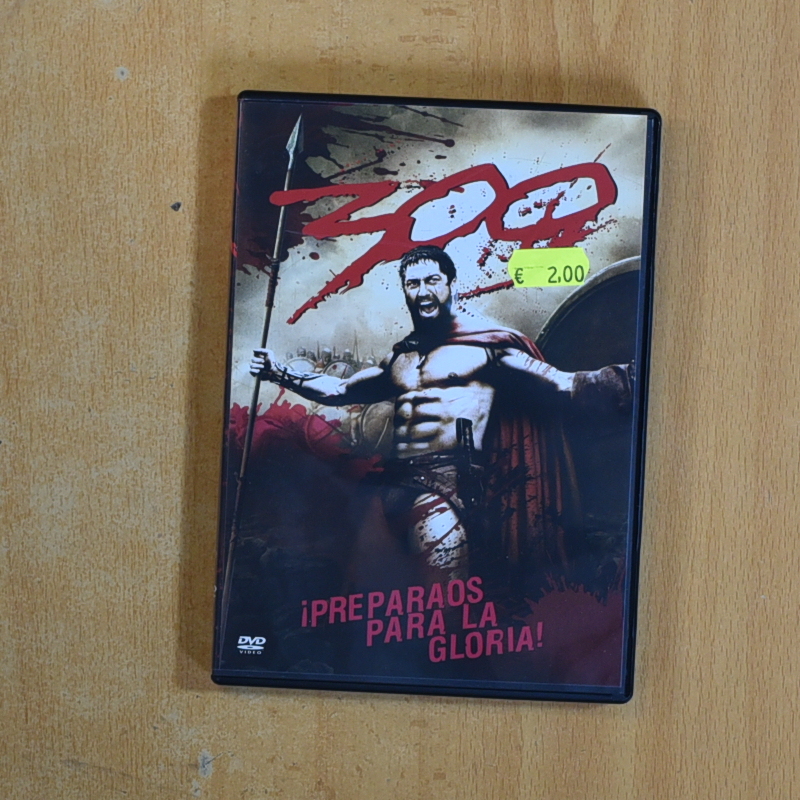 300
€ 2,00
¡PREPARAOS
PARA LA
GLORIA!
DVD
VIDEO